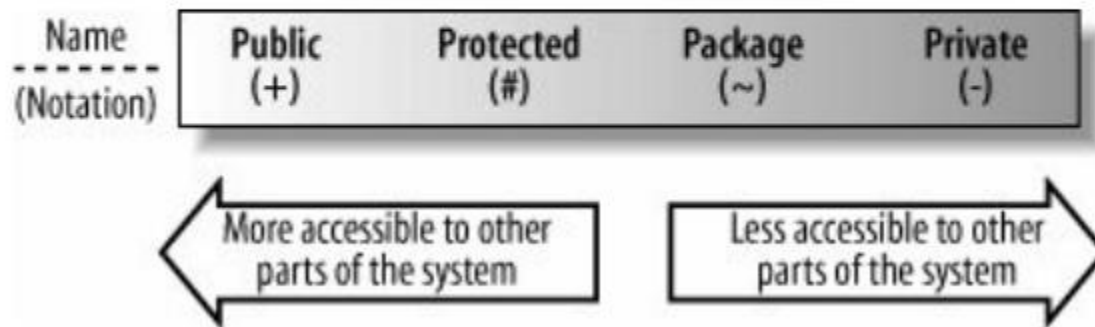 Name
(Notation)
Public Protected Package Private
(+) (#) (~) (-)
More accessible to other
parts of the system
Less accessible to other
parts of the system